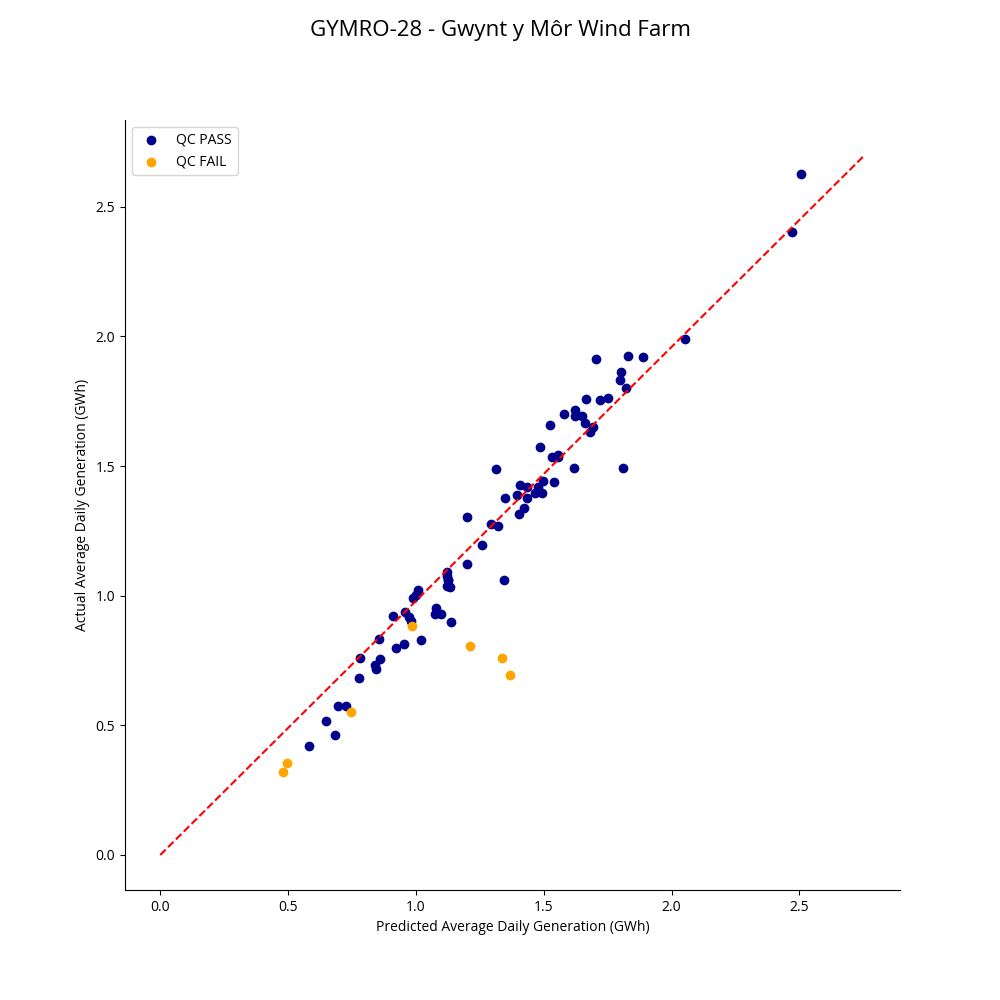 GYMRO-28 - Gwynt y Môr Wind Farm
QC PASS
QC FAIL
2.5
2.0
1.5
1.0
0.5
0.0
Actual Average Daily Generation (GWh)
0.0 0.5 1.0 1.5 2.0 2.5
Predicted Average Daily Generation (GWh)